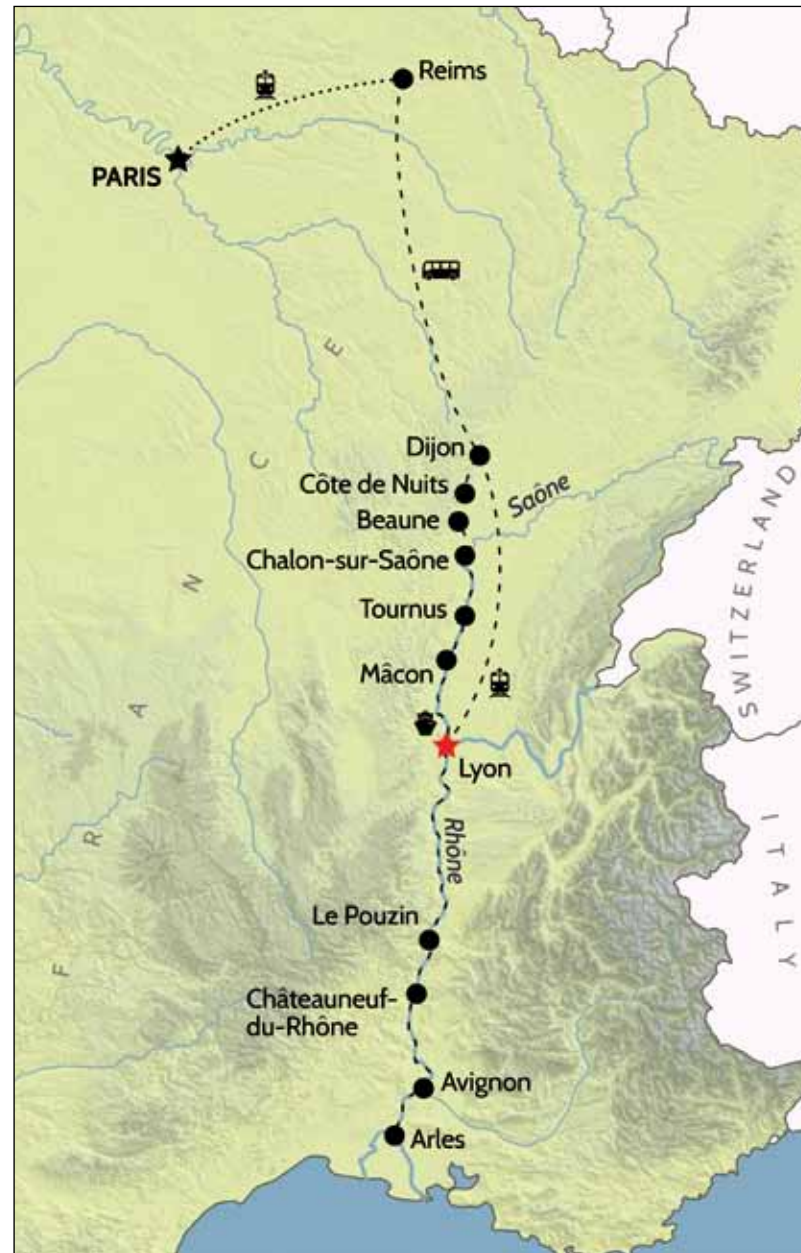 Reims
PARIS
FRANCE
Dijon
Côte de Nuits
Saône
Beaune
Chalon-sur-Saône
SWITZERLAND
Tournus
Mâcon
Lyon
Rhône
ITALY
Le Pouzin
Châteauneuf-
du-Rhône
Avignon
Arles